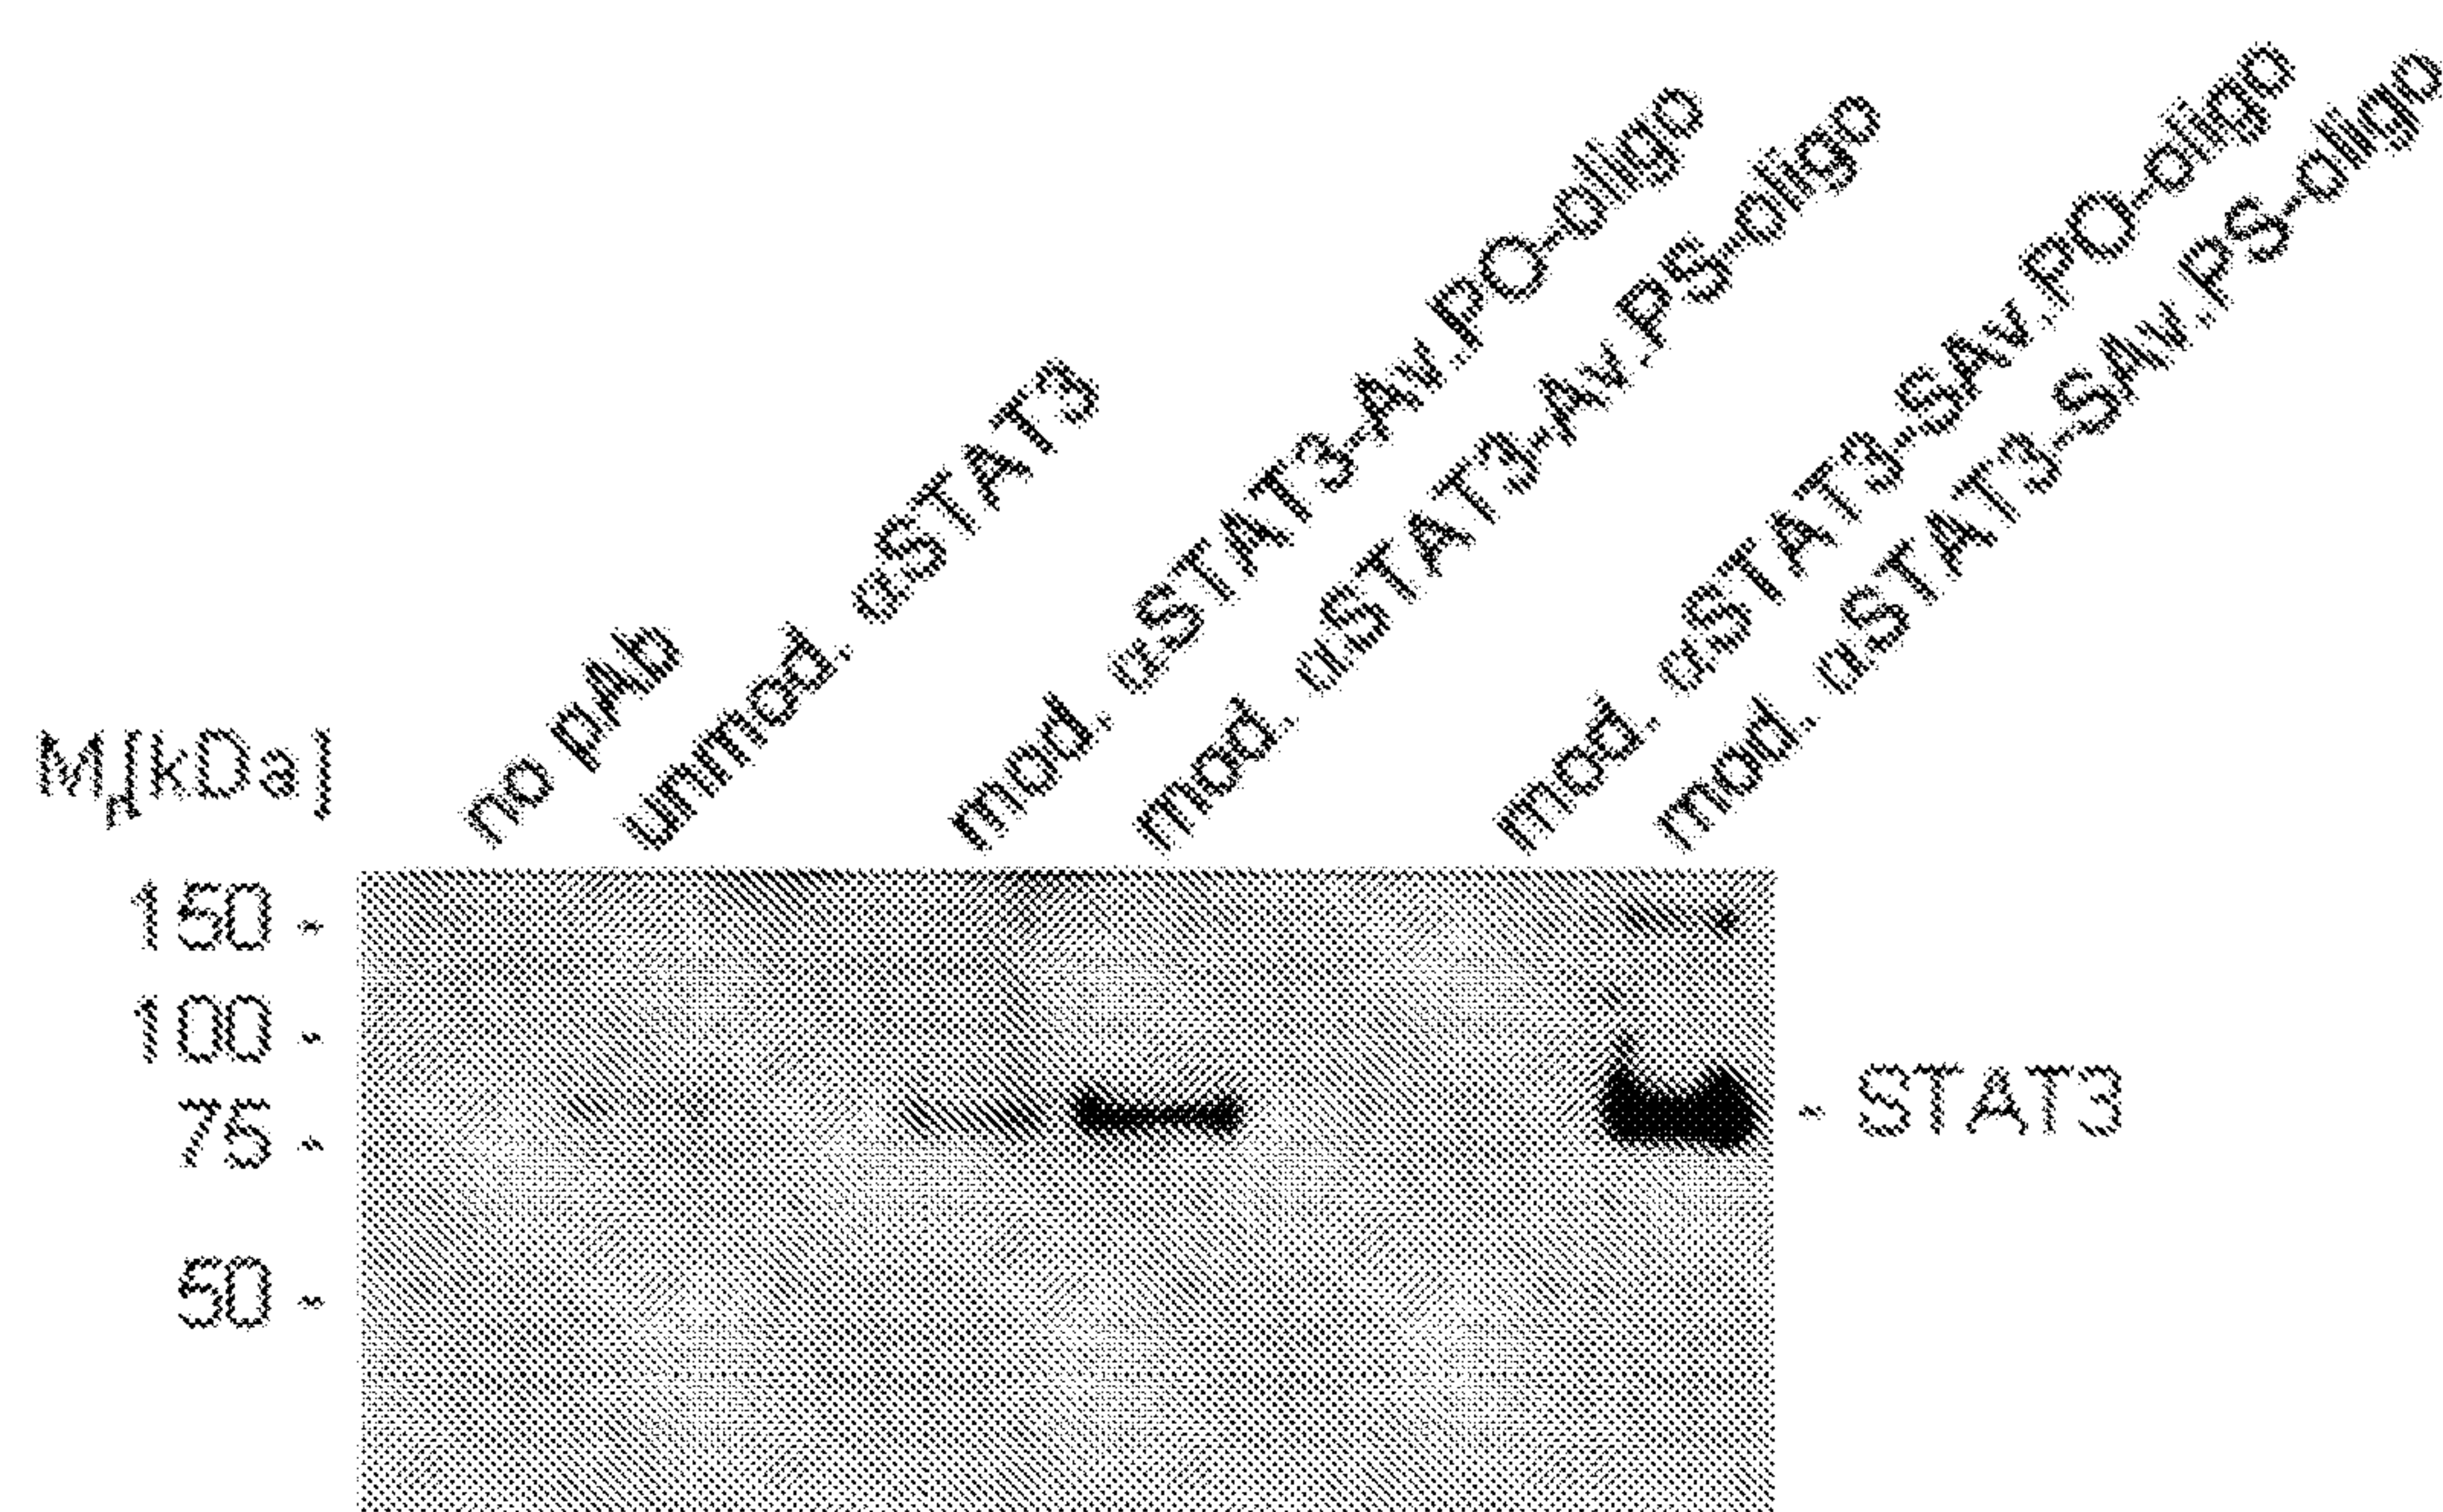 no pAb
unmod. αSTAT3
mod. αSTAT3-Av.PO-oligo
mod. αSTAT3-Av.PS-oligo
mod. αSTAT3-SAv.PO-oligo
mod. αSTAT3-SAv.PS-oligo
Mᵣ[kDa]
150 -
100 -
75 -
- STAT3
50 -